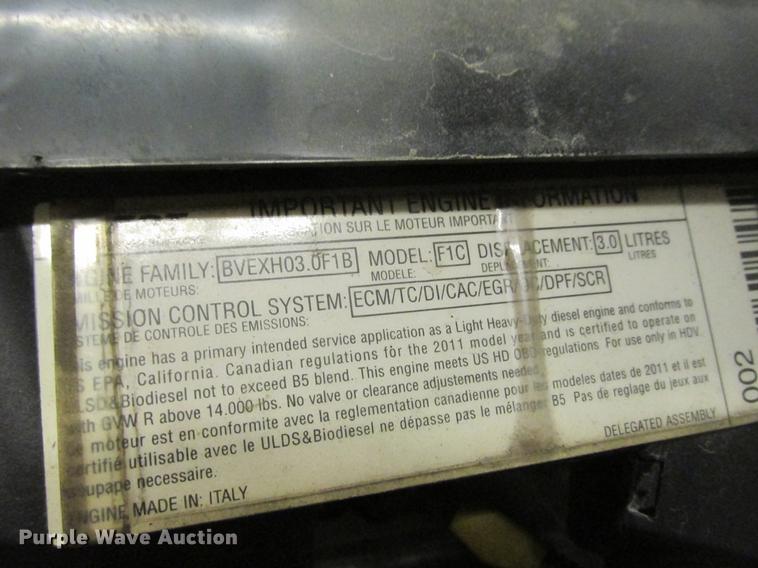 IMPORTANT ENGINE INFORMATION
SUR LE MOTEUR IMPORTANT
FAMILY: BVEXH03.0F1B MODEL: F1C DISPLACEMENT: 3.0 LITRES
DE MOTEURS: MODELE: LITRES
MISSION CONTROL SYSTEM: ECM/TC/DI/CAC/EGR/ /DPF/SCR
DE CONTROLE DES EMISSIONS:
engine has a primary intended service application as a Light Heavy-Duty diesel engine and conforms to
EPA, California. Canadian regulations for the 2011 model year and is certified to operate on
&Biodiesel not to exceed B5 blend. This engine meets US HD OBD regulations. For use only in HDV
with GVW R above 14.000 lbs. No valve or clearance adjustements needed
moteur est en conformité avec la reglementation canadienne pour les modeles dates de 2011 et il est
certifié utilisable avec le ULDS&Biodiesel ne dépasse pas le mélange B5. Pas de reglage du jeux aux
soupape necessaire.
DELEGATED ASSEMBLY
ENGINE MADE IN: ITALY
002
Purple Wave Auction